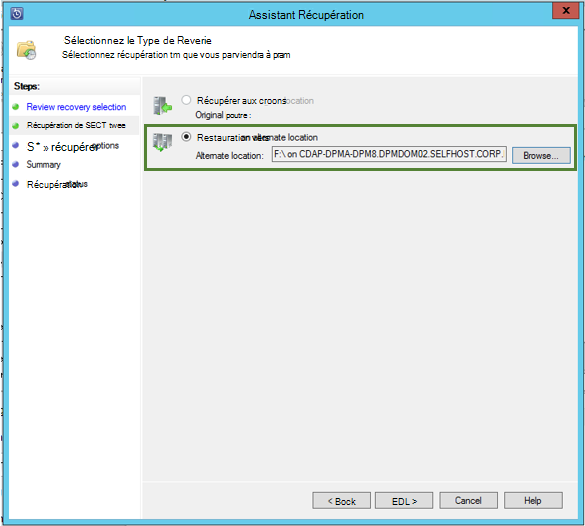 Assistant Récupération
x
Sélectionnez le Type de Reverie
Sélectionnez récupération tm que vous parviendra à pram
Steps:
Review recovery selection
Récupération de SECT twee
S* » récupérer options
Summary
Récupération status
Récupérer aux croons location
Original poutre :
Restauration vers alternate location
Alternate location: F:\ on CDAP-DPMA-DPM8.DPMDOM02.SELFHOST.CORP. Browse...
< Bock EDL > Cancel Help